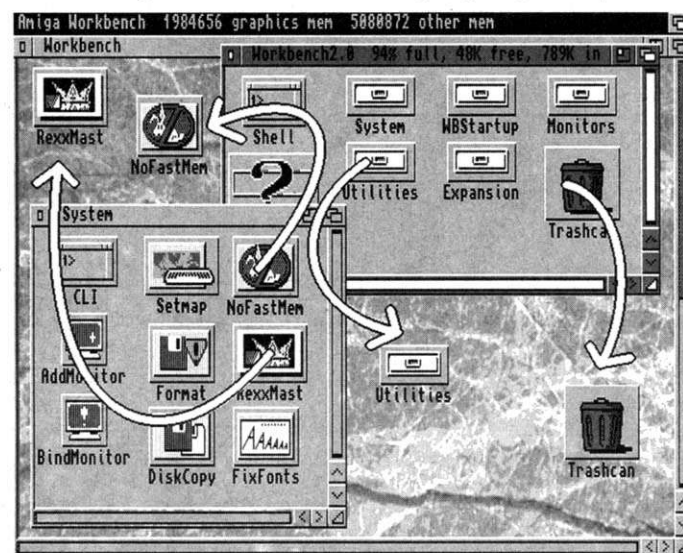 Amiga Workbench 1984656 graphics mem 5080872 other mem
Workbench
Workbench2.0 94% full, 48K free, 789K in
RexxMast
NoFastMem
Shell
System
WBStartup
Monitors
Utilities
Expansion
Trashcan
System
CLI
Setmap
NoFastMem
AddMonitor
Format
RexxMast
BindMonitor
DiskCopy
FixFonts
Utilities
Trashcan